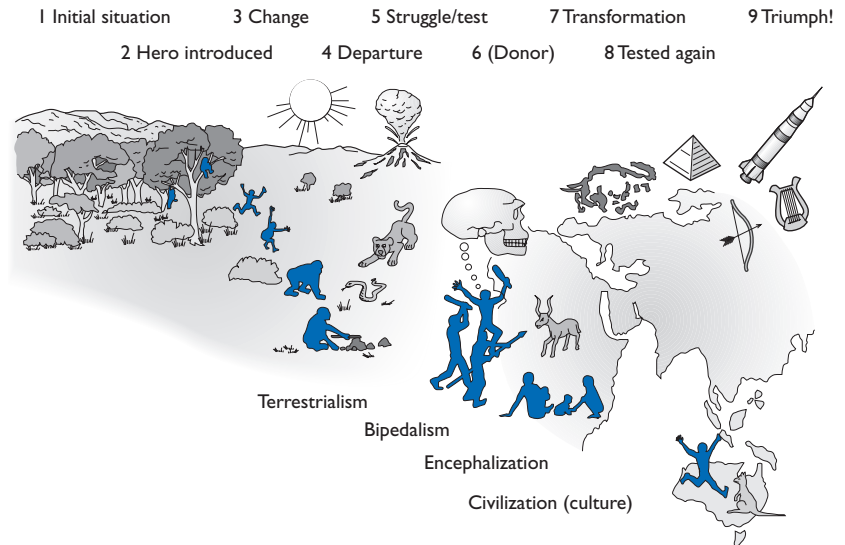 1 Initial situation 3 Change 5 Struggle/test 7 Transformation 9 Triumph!
2 Hero introduced 4 Departure 6 (Donor) 8 Tested again
Terrestrialism
Bipedalism
Encephalization
Civilization (culture)